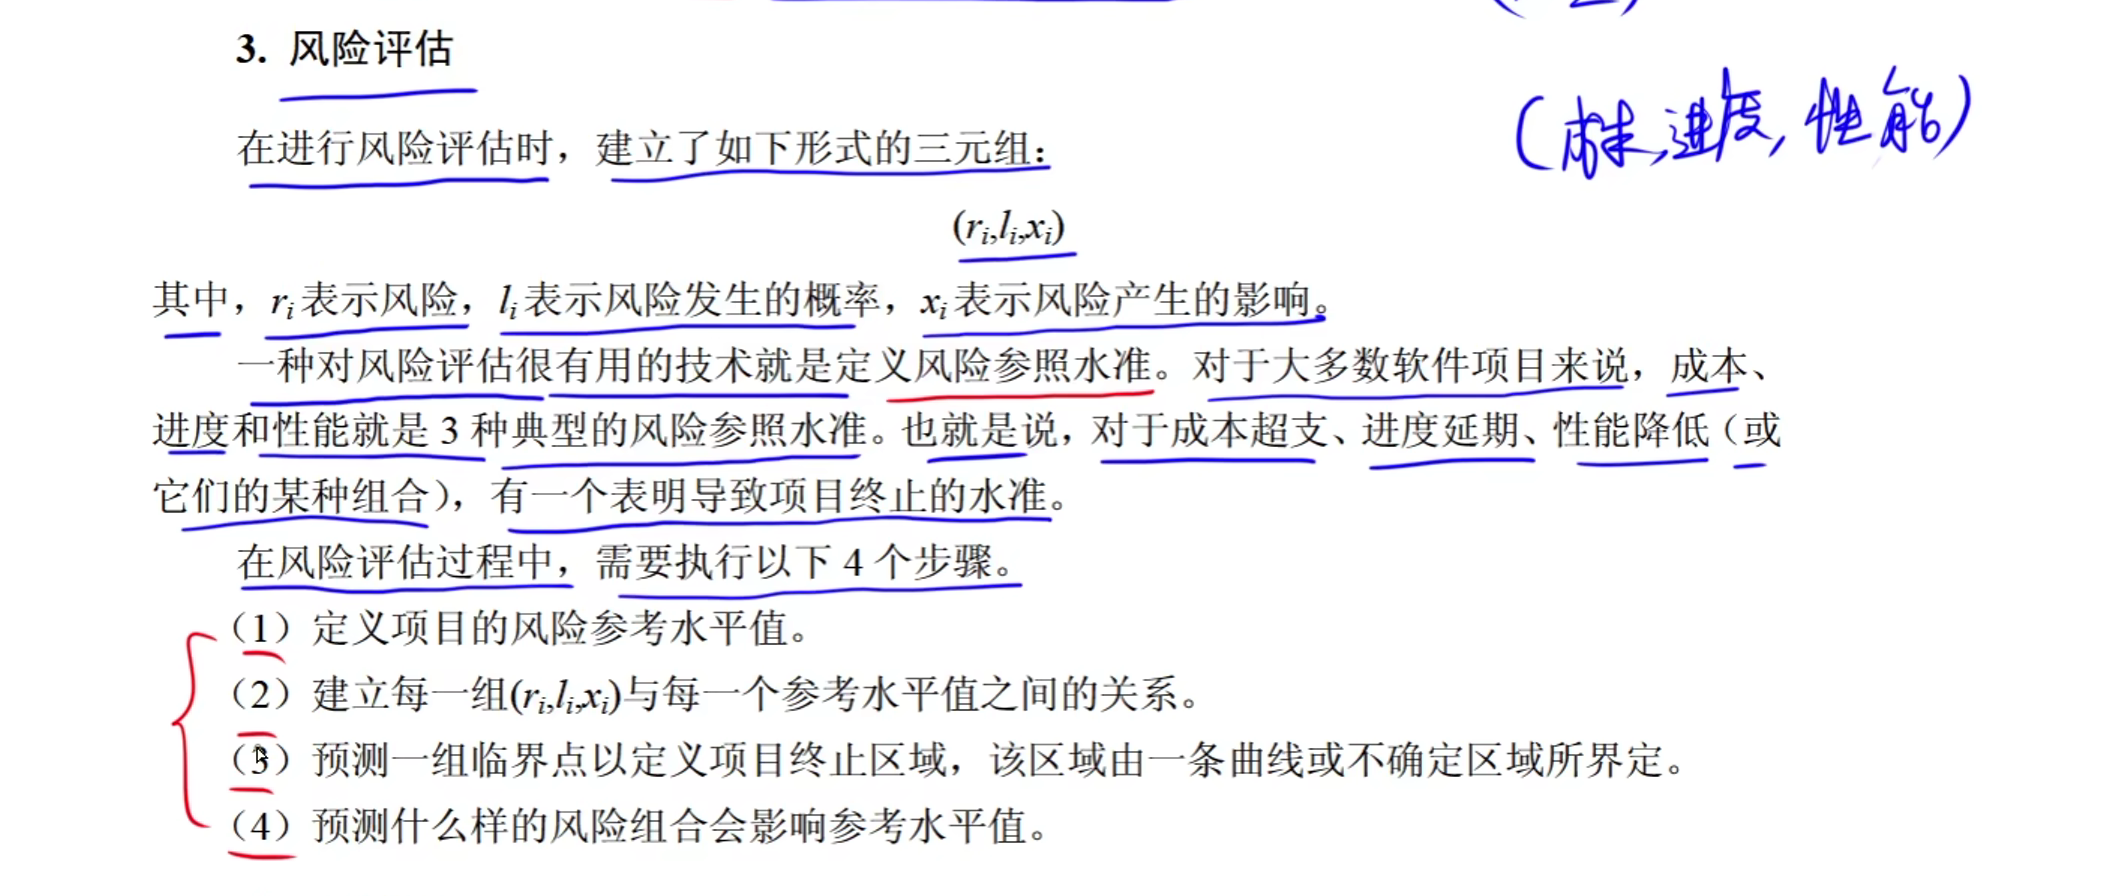 3. 风险评估
在进行风险评估时，建立了如下形式的三元组：
(成本,进度,性能)
(rᵢ,lᵢ,xᵢ)
其中，rᵢ表示风险，lᵢ表示风险发生的概率，xᵢ表示风险产生的影响。
一种对风险评估很有用的技术就是定义风险参照水准。对于大多数软件项目来说，成本、
进度和性能就是 3 种典型的风险参照水准。也就是说，对于成本超支、进度延期、性能降低（或
它们的某种组合），有一个表明导致项目终止的水准。
在风险评估过程中，需要执行以下 4 个步骤。
（1）定义项目的风险参考水平值。
（2）建立每一组(rᵢ,lᵢ,xᵢ)与每一个参考水平值之间的关系。
（3）预测一组临界点以定义项目终止区域，该区域由一条曲线或不确定区域所界定。
（4）预测什么样的风险组合会影响参考水平值。